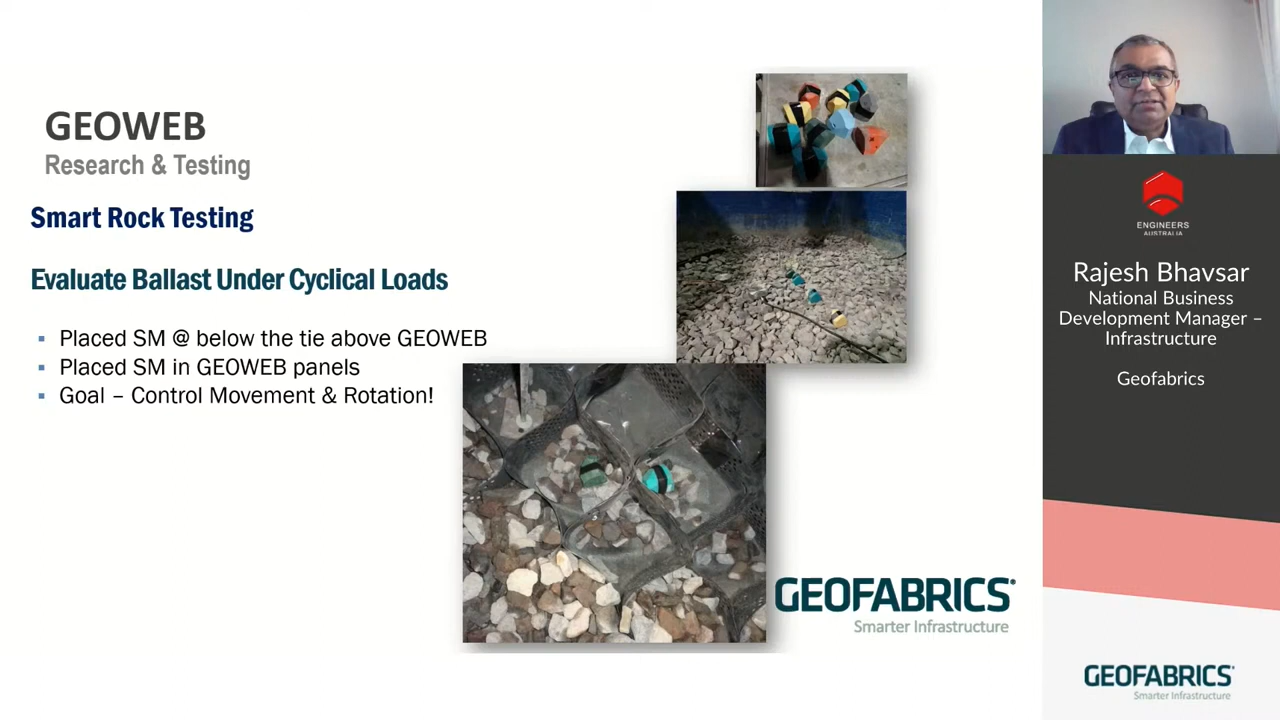 GEOWEB
Research & Testing
Smart Rock Testing
Evaluate Ballast Under Cyclical Loads
▪ Placed SM @ below the tie above GEOWEB
▪ Placed SM in GEOWEB panels
▪ Goal – Control Movement & Rotation!
GEOFABRICS®
Smarter Infrastructure
ENGINEERS
AUSTRALIA
Rajesh Bhavsar
National Business
Development Manager –
Infrastructure
Geofabrics
GEOFABRICS®
Smarter Infrastructure